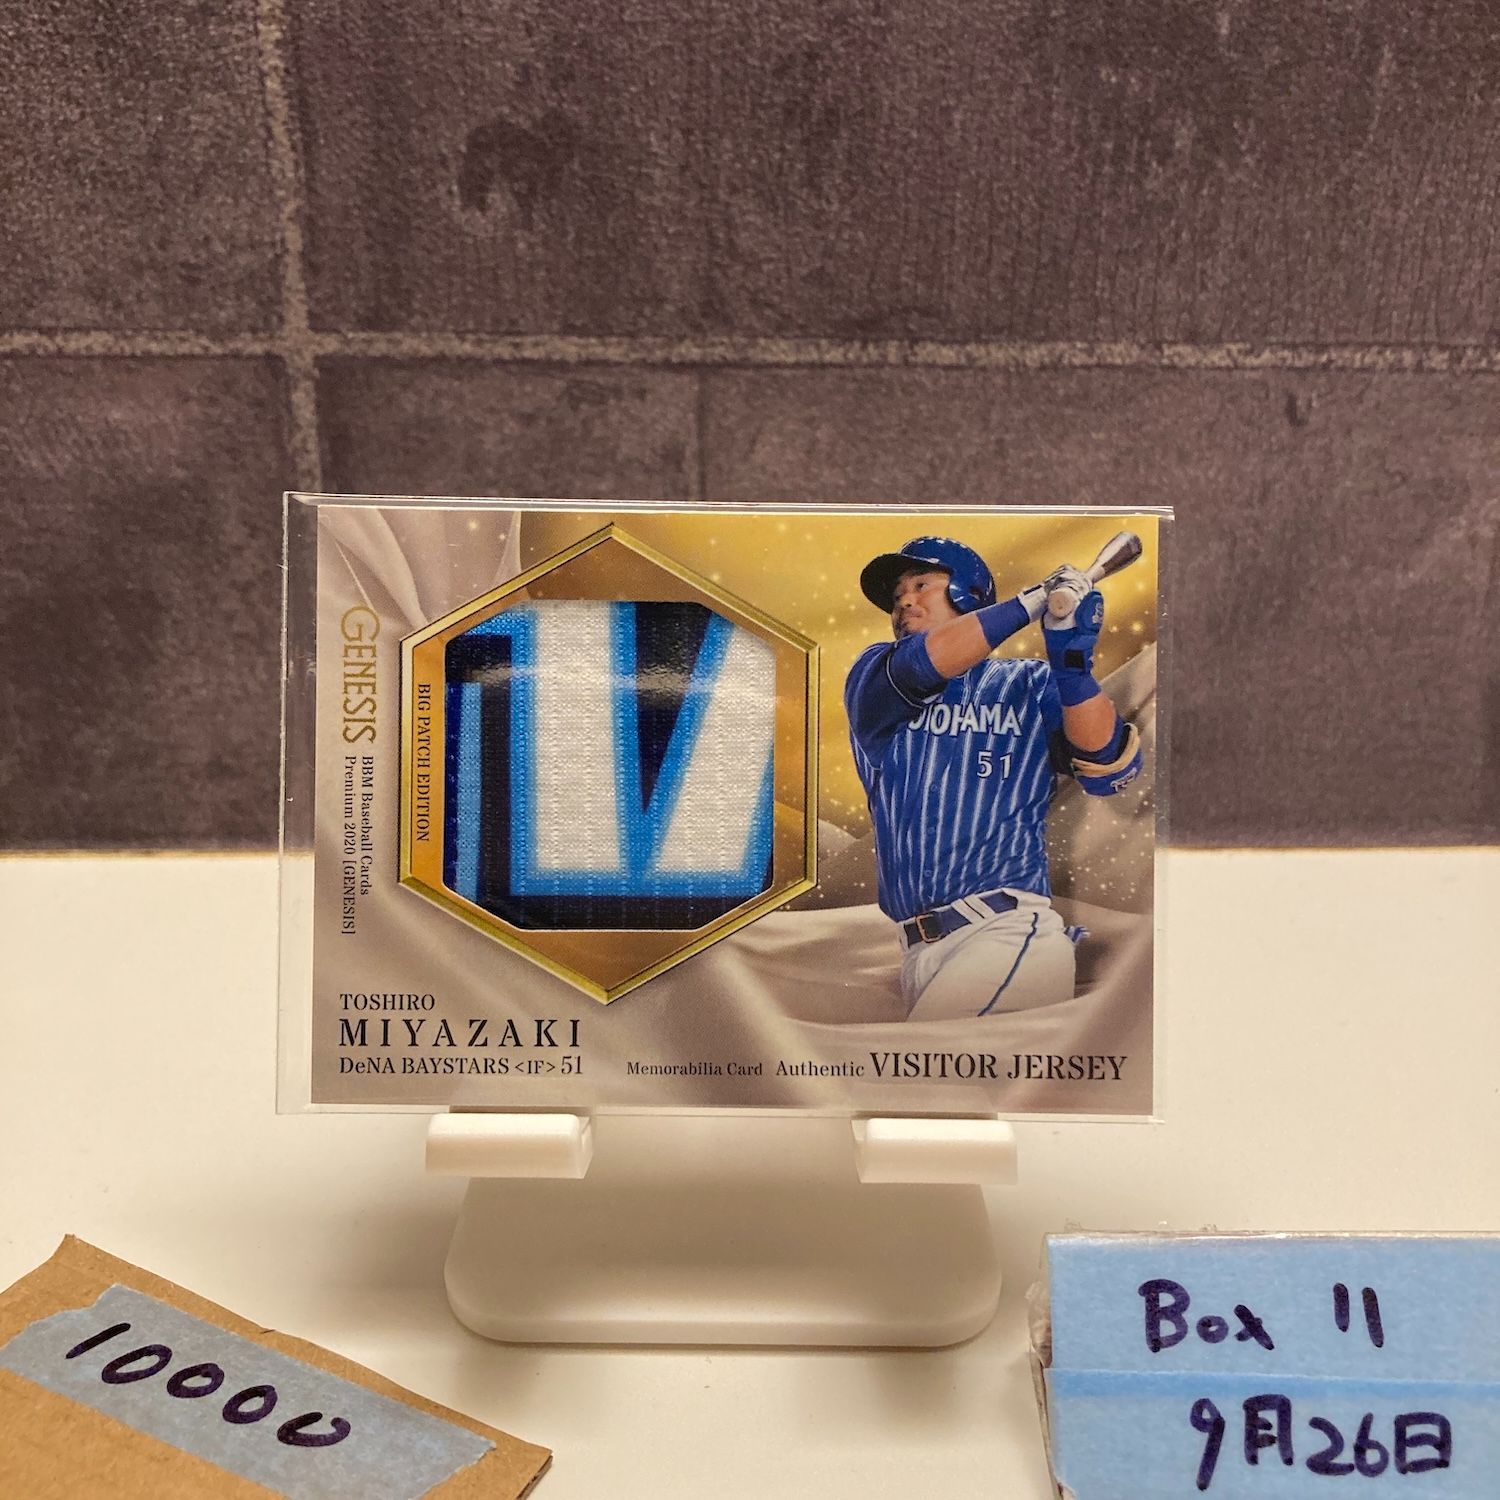 GENESIS
BBM Baseball Cards
Premium 2020 [GENESIS]
BIG PATCH EDITION
YOKOHAMA
51
TOSHIRO
MIYAZAKI
DeNA BAYSTARS <IF> 51
Memorabilia Card Authentic VISITOR JERSEY
10000
Box 11
9月26日